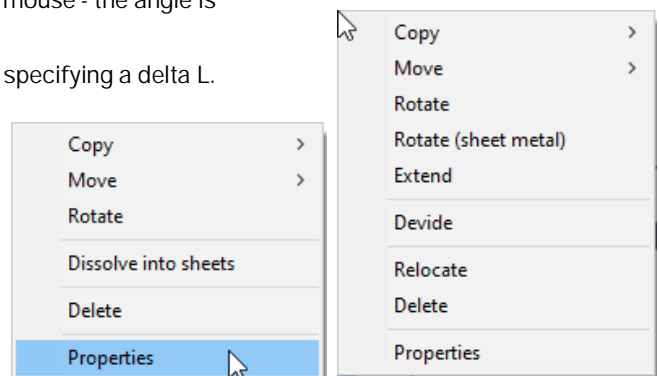 mouse - the angle is
specifying a delta L.
Copy >
Move >
Rotate
Dissolve into sheets
Delete
Properties
Copy >
Move >
Rotate
Rotate (sheet metal)
Extend
Devide
Relocate
Delete
Properties